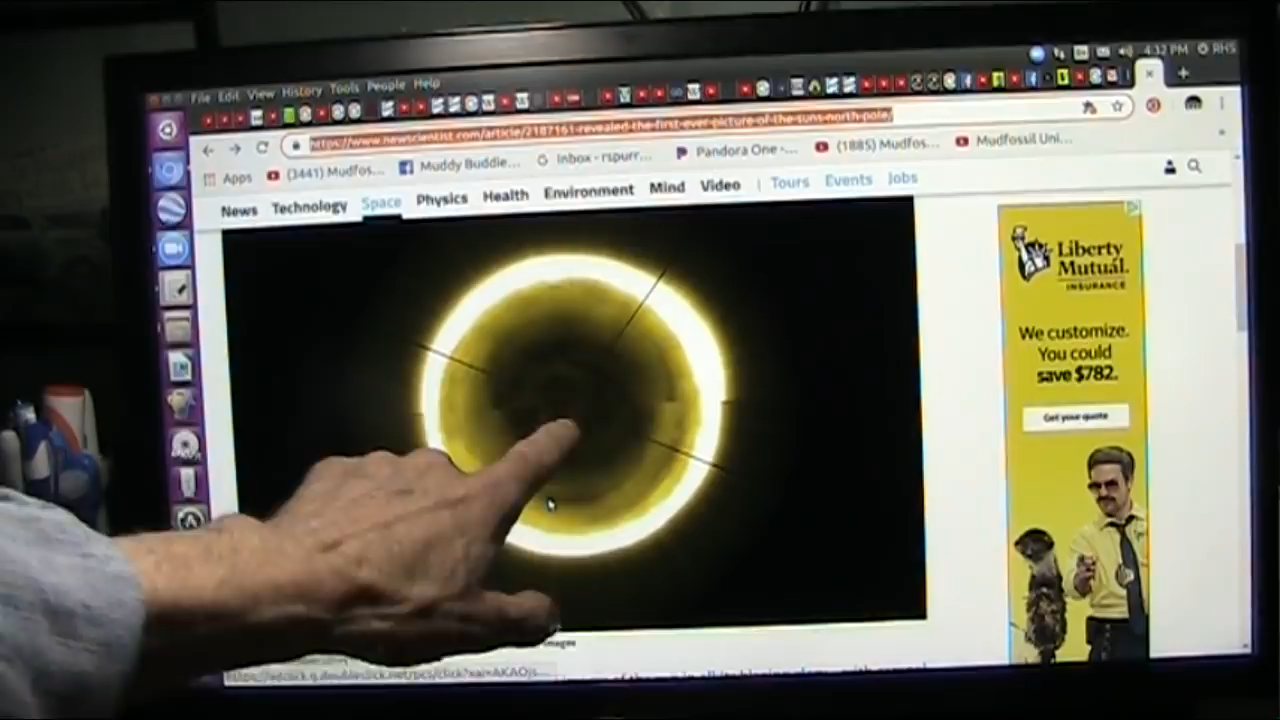 File Edit View History Tools People Help
4:32 PM RHS
https://www.newscientist.com/article/2187161-revealed-the-first-ever-picture-of-the-suns-north-pole/
Apps (3441) Mudfos... Muddy Buddie... Inbox - rspurr... Pandora One -... (1885) Mudfos... Mudfossil Uni...
News Technology Space Physics Health Environment Mind Video | Tours Events Jobs
Liberty
Mutual.
INSURANCE
We customize.
You could
save $782.
Get your quote